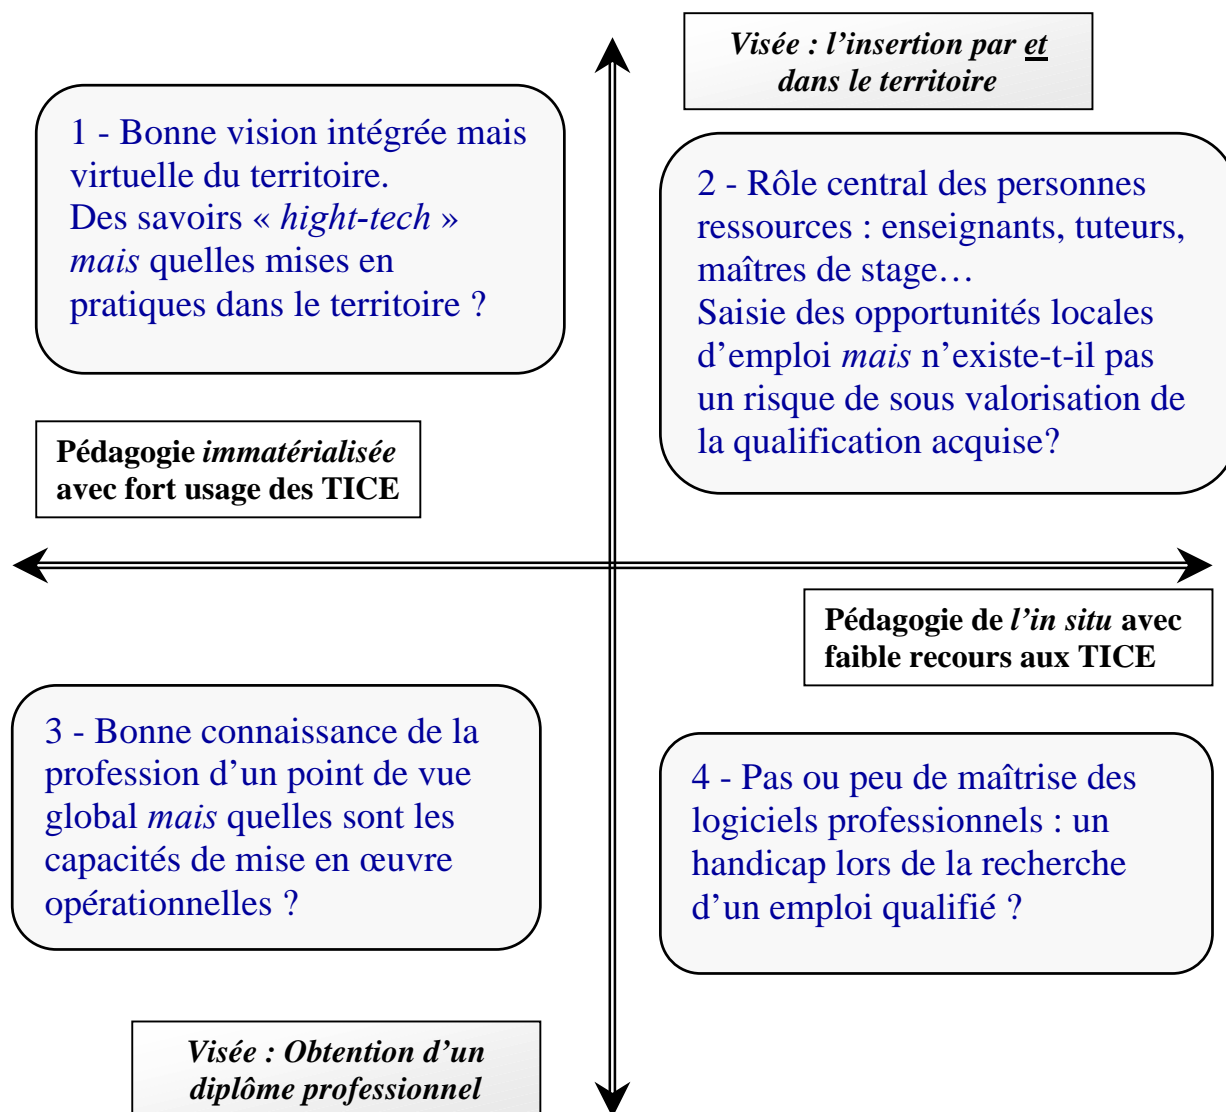 Visée : l’insertion par et
dans le territoire
1 - Bonne vision intégrée mais
virtuelle du territoire.
Des savoirs « hight-tech »
mais quelles mises en
pratiques dans le territoire ?
2 - Rôle central des personnes
ressources : enseignants, tuteurs,
maîtres de stage…
Saisie des opportunités locales
d’emploi mais n’existe-t-il pas
un risque de sous valorisation de
la qualification acquise?
Pédagogie immatérialisée
avec fort usage des TICE
Pédagogie de l’in situ avec
faible recours aux TICE
3 - Bonne connaissance de la
profession d’un point de vue
global mais quelles sont les
capacités de mise en œuvre
opérationnelles ?
4 - Pas ou peu de maîtrise des
logiciels professionnels : un
handicap lors de la recherche
d’un emploi qualifié ?
Visée : Obtention d’un
diplôme professionnel